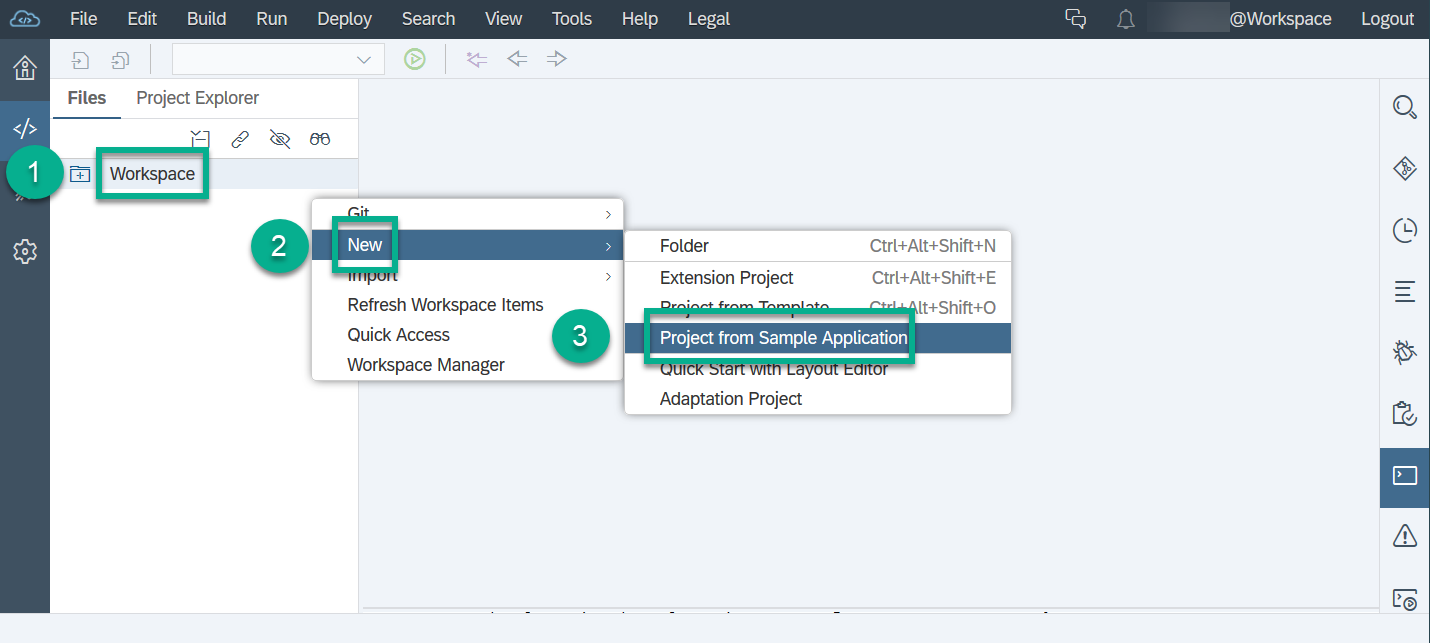 File Edit Build Run Deploy Search View Tools Help Legal @Workspace Logout
Files Project Explorer
1 Workspace
Git
2 New
Import
Refresh Workspace Items
Quick Access
Workspace Manager
Folder Ctrl+Alt+Shift+N
Extension Project Ctrl+Alt+Shift+E
Project from Template Ctrl+Alt+Shift+O
3 Project from Sample Application
Quick Start with Layout Editor
Adaptation Project